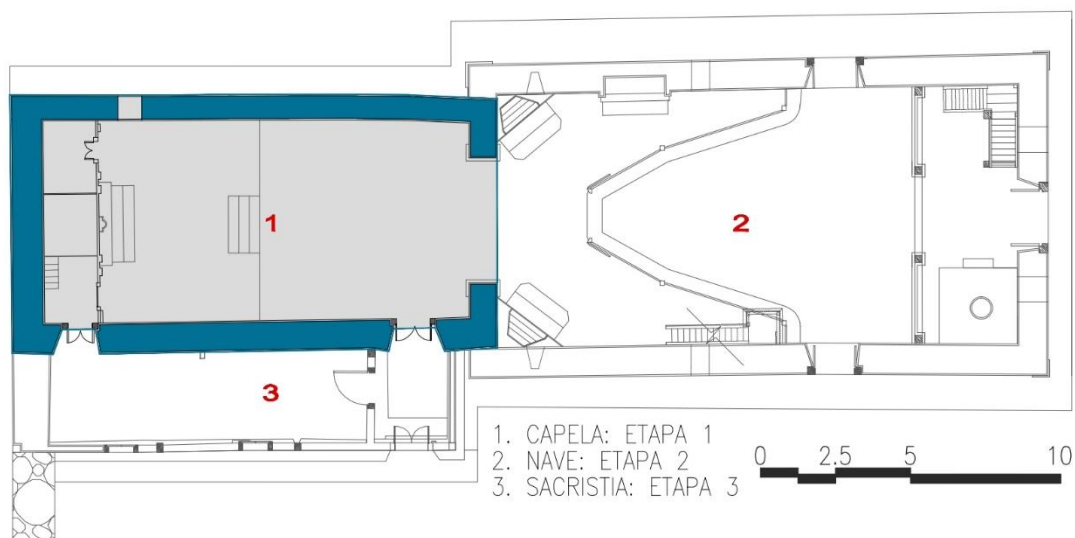 1
2
3
1. CAPELA: ETAPA 1
2. NAVE: ETAPA 2
3. SACRISTIA: ETAPA 3
0 2.5 5 10